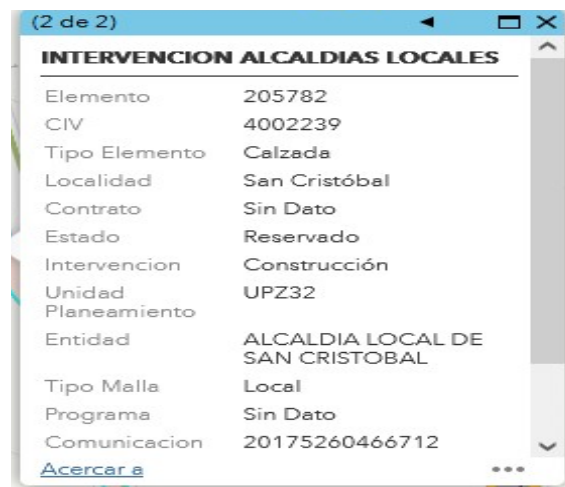 (2 de 2)
INTERVENCION ALCALDIAS LOCALES
Elemento 205782
CIV 4002239
Tipo Elemento Calzada
Localidad San Cristóbal
Contrato Sin Dato
Estado Reservado
Intervencion Construcción
Unidad UPZ32
Planeamiento
Entidad ALCALDIA LOCAL DE
SAN CRISTOBAL
Tipo Malla Local
Programa Sin Dato
Comunicacion 20175260466712
Acercar a